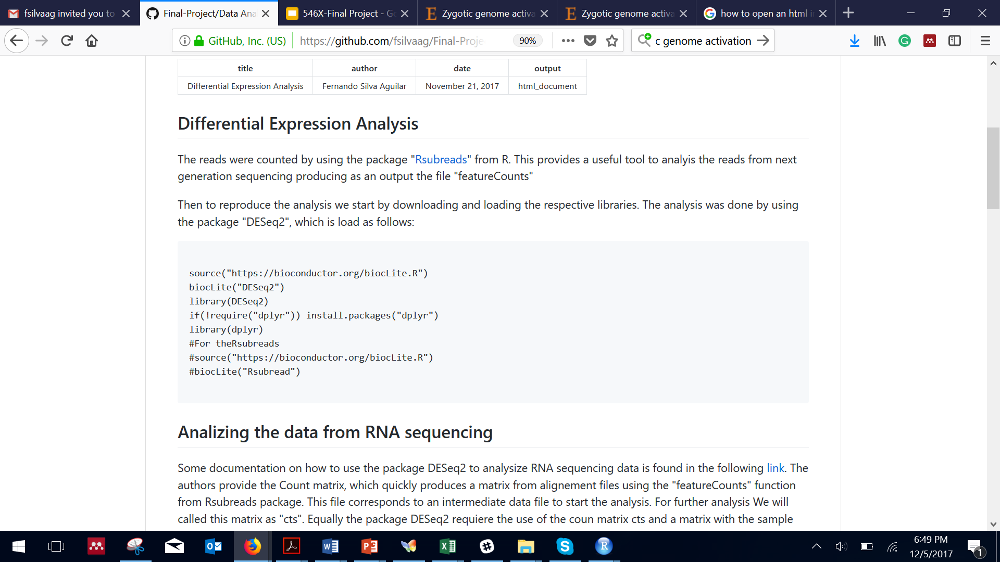 fsilvaag invited you to
Final-Project/Data Ana
546X-Final Project - Go
Zygotic genome activa
Zygotic genome activa
how to open an html i
GitHub, Inc. (US)
https://github.com/fsilvaag/Final-Proje
90%
c genome activation
title author date output
Differential Expression Analysis Fernando Silva Aguilar November 21, 2017 html_document
Differential Expression Analysis
The reads were counted by using the package "Rsubreads" from R. This provides a useful tool to analyis the reads from next
generation sequencing producing as an output the file "featureCounts"
Then to reproduce the analysis we start by downloading and loading the respective libraries. The analysis was done by using
the package "DESeq2", which is load as follows:
source("https://bioconductor.org/biocLite.R")
biocLite("DESeq2")
library(DESeq2)
if(!require("dplyr")) install.packages("dplyr")
library(dplyr)
#For theRsubreads
#source("https://bioconductor.org/biocLite.R")
#biocLite("Rsubread")
Analizing the data from RNA sequencing
Some documentation on how to use the package DESeq2 to analysize RNA sequencing data is found in the following link. The
authors provide the Count matrix, which quickly produces a matrix from alignement files using the "featureCounts" function
from Rsubreads package. This file corresponds to an intermediate data file to start the analysis. For further analysis We will
called this matrix as "cts". Equally the package DESeq2 requiere the use of the coun matrix cts and a matrix with the sample
6:49 PM
12/5/2017
1